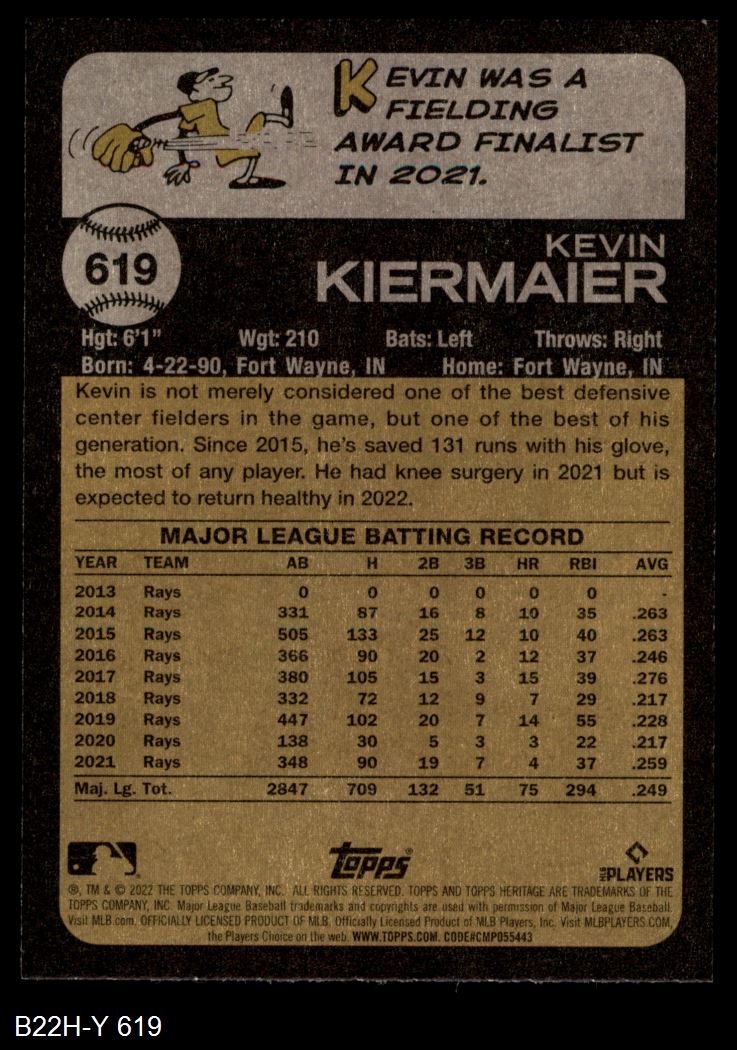 KEVIN WAS A
FIELDING
AWARD FINALIST
IN 2021.
619
KEVIN
KIERMAIER
Hgt: 6'1" Wgt: 210 Bats: Left Throws: Right
Born: 4-22-90, Fort Wayne, IN Home: Fort Wayne, IN
Kevin is not merely considered one of the best defensive
center fielders in the game, but one of the best of his
generation. Since 2015, he's saved 131 runs with his glove,
the most of any player. He had knee surgery in 2021 but is
expected to return healthy in 2022.
MAJOR LEAGUE BATTING RECORD
YEAR TEAM AB H 2B 3B HR RBI AVG
2013 Rays 0 0 0 0 0 0 -
2014 Rays 331 87 16 8 10 35 .263
2015 Rays 505 133 25 12 10 40 .263
2016 Rays 366 90 20 2 12 37 .246
2017 Rays 380 105 15 3 15 39 .276
2018 Rays 332 72 12 9 7 29 .217
2019 Rays 447 102 20 7 14 55 .228
2020 Rays 138 30 5 3 3 22 .217
2021 Rays 348 90 19 7 4 37 .259
Maj. Lg. Tot. 2847 709 132 51 75 294 .249
Topps®
MLB PLAYERS
®, TM & © 2022 THE TOPPS COMPANY, INC. ALL RIGHTS RESERVED. TOPPS AND TOPPS HERITAGE ARE TRADEMARKS OF THE
TOPPS COMPANY, INC. Major League Baseball trademarks and copyrights are used with permission of Major League Baseball.
Visit MLB.com. OFFICIALLY LICENSED PRODUCT OF MLB. Officially Licensed Product of MLB Players, Inc. Visit MLBPLAYERS.COM,
the Players Choice on the web. WWW.TOPPS.COM. CODE#CMP055443
B22H-Y 619